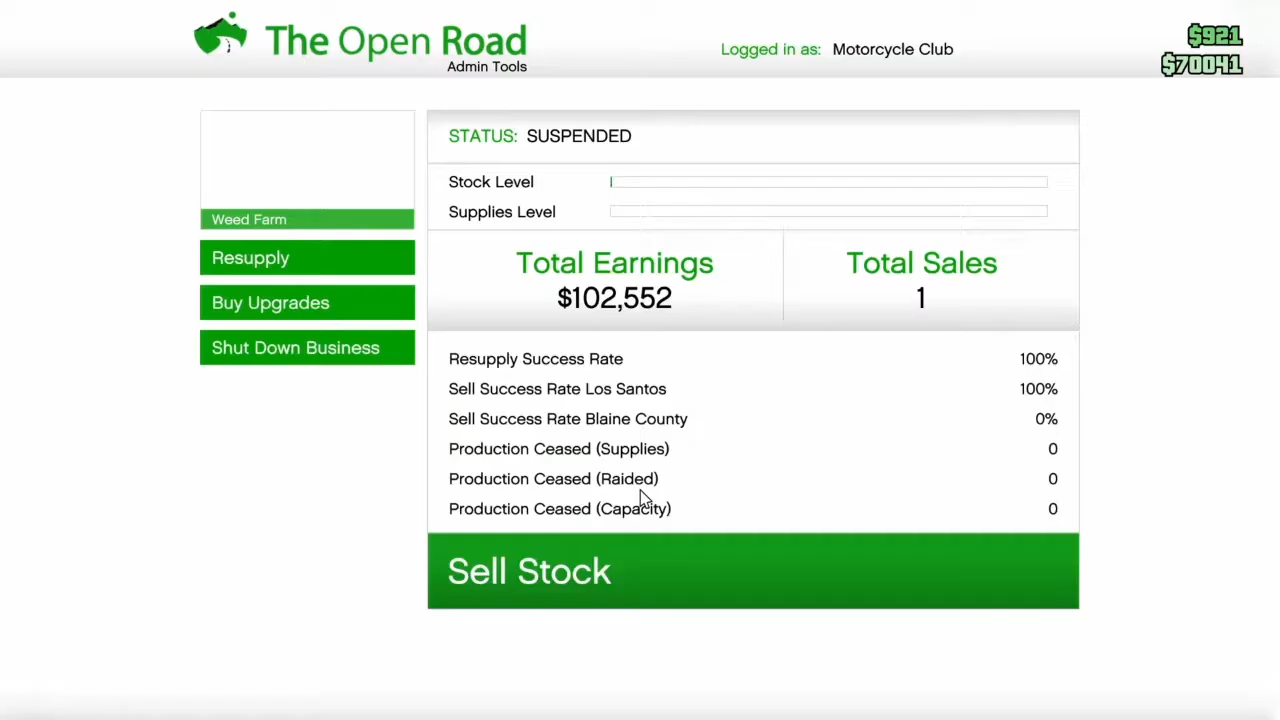 The Open Road
Admin Tools
Logged in as: Motorcycle Club
$921
$70041
Weed Farm
Resupply
Buy Upgrades
Shut Down Business
STATUS: SUSPENDED
Stock Level
Supplies Level
Total Earnings
$102,552
Total Sales
1
Resupply Success Rate 100%
Sell Success Rate Los Santos 100%
Sell Success Rate Blaine County 0%
Production Ceased (Supplies) 0
Production Ceased (Raided) 0
Production Ceased (Capacity) 0
Sell Stock